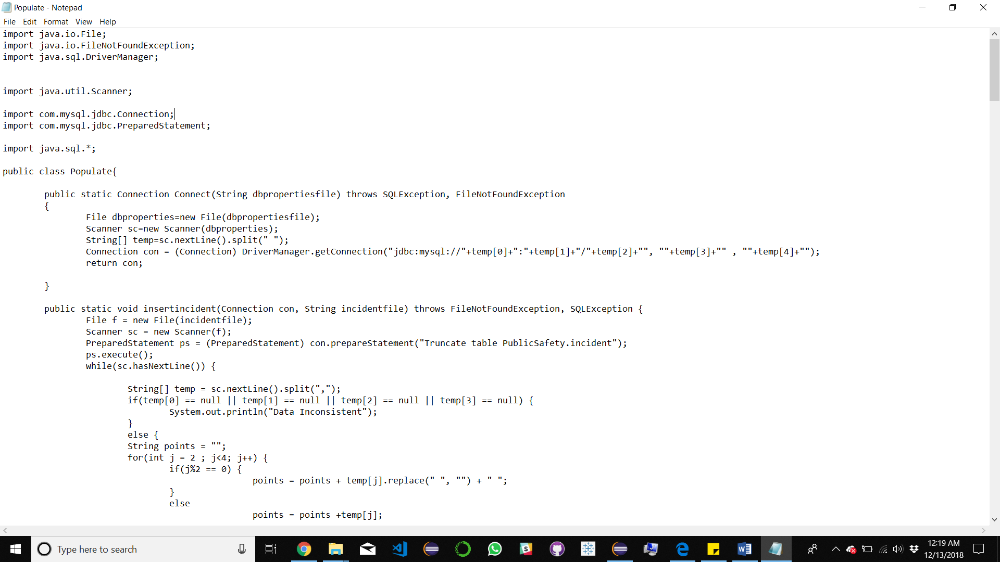 Populate - Notepad
File Edit Format View Help
import java.io.File;
import java.io.FileNotFoundException;
import java.sql.DriverManager;
import java.util.Scanner;
import com.mysql.jdbc.Connection;
import com.mysql.jdbc.PreparedStatement;
import java.sql.*;
public class Populate{
public static Connection Connect(String dbpropertiesfile) throws SQLException, FileNotFoundException
{
File dbproperties=new File(dbpropertiesfile);
Scanner sc=new Scanner(dbproperties);
String[] temp=sc.nextLine().split(" ");
Connection con = (Connection) DriverManager.getConnection("jdbc:mysql://"+temp[0]+":"+temp[1]+"/"+temp[2]+"", ""+temp[3]+"" , ""+temp[4]+"");
return con;
}
public static void insertincident(Connection con, String incidentfile) throws FileNotFoundException, SQLException {
File f = new File(incidentfile);
Scanner sc = new Scanner(f);
PreparedStatement ps = (PreparedStatement) con.prepareStatement("Truncate table PublicSafety.incident");
ps.execute();
while(sc.hasNextLine()) {
String[] temp = sc.nextLine().split(",");
if(temp[0] == null || temp[1] == null || temp[2] == null || temp[3] == null) {
System.out.println("Data Inconsistent");
}
else {
String points = "";
for(int j = 2 ; j<4; j++) {
if(j%2 == 0) {
points = points + temp[j].replace(" ", "") + " ";
}
else
points = points +temp[j];
Type here to search
12:19 AM
12/13/2018